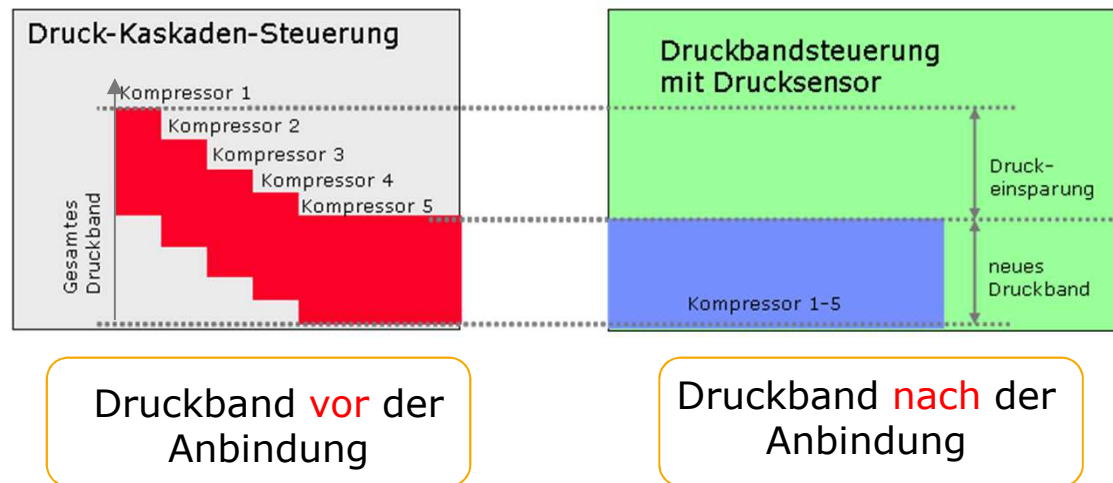 Druck-Kaskaden-Steuerung
Kompressor 1
Kompressor 2
Kompressor 3
Kompressor 4
Kompressor 5
Gesamtes
Druckband
Druckbandsteuerung
mit Drucksensor
Druck-
einsparung
neues
Druckband
Kompressor 1-5
Druckband vor der
Anbindung
Druckband nach der
Anbindung